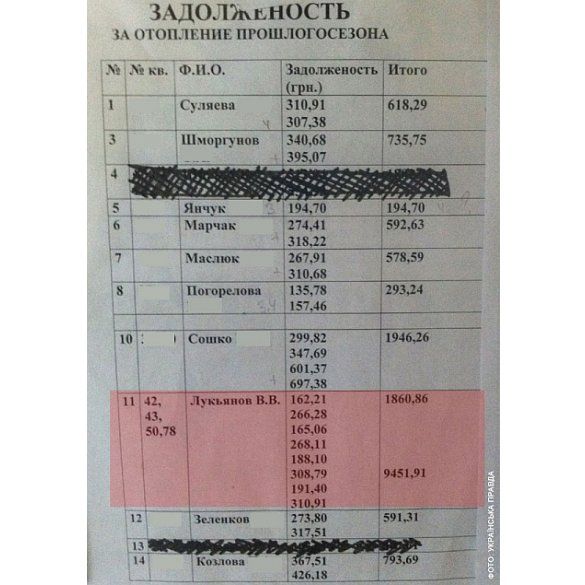 ЗАДОЛЖЕНОСТЬ
ЗА ОТОПЛЕНИЕ ПРОШЛОГОСЕЗОНА
№ № кв. Ф.И.О. Задолженость Итого
(грн.)
1 Суляева 310,91 618,29
307,38
3 Шморгунов 340,68 735,75
395,07
4
5 Янчук 194,70 194,70
6 Марчак 274,41 592,63
318,22
7 Маслюк 267,91 578,59
310,68
8 Погорелова 135,78 293,24
157,46
10 Сошко 299,82 1946,26
347,69
601,37
697,38
11 42, Лукьянов В.В. 162,21 1860,86
43, 266,28
50,78 165,06
268,11
188,10
308,79 9451,91
191,40
310,91
12 Зеленков 273,80 591,31
317,51
13
14 Козлова 367,51 793,69
426,18
ФОТО: УКРАЇНСЬКА ПРАВДА